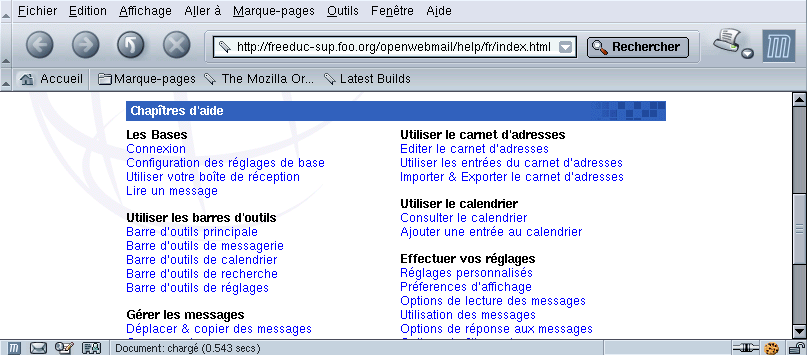 Fichier Edition Affichage Aller à Marque-pages Outils Fenêtre Aide
http://freeduc-sup.foo.org/openwebmail/help/fr/index.html Rechercher
Accueil Marque-pages The Mozilla Or... Latest Builds
Chapîtres d'aide
Les Bases
Connexion
Configuration des réglages de base
Utiliser votre boîte de réception
Lire un message
Utiliser les barres d'outils
Barre d'outils principale
Barre d'outils de messagerie
Barre d'outils de calendrier
Barre d'outils de recherche
Barre d'outils de réglages
Gérer les messages
Déplacer & copier des messages
Utiliser le carnet d'adresses
Editer le carnet d'adresses
Utiliser les entrées du carnet d'adresses
Importer & Exporter le carnet d'adresses
Utiliser le calendrier
Consulter le calendrier
Ajouter une entrée au calendrier
Effectuer vos réglages
Réglages personnalisés
Préferences d'affichage
Options de lecture des messages
Utilisation des messages
Options de réponse aux messages
Document: chargé (0.543 secs)